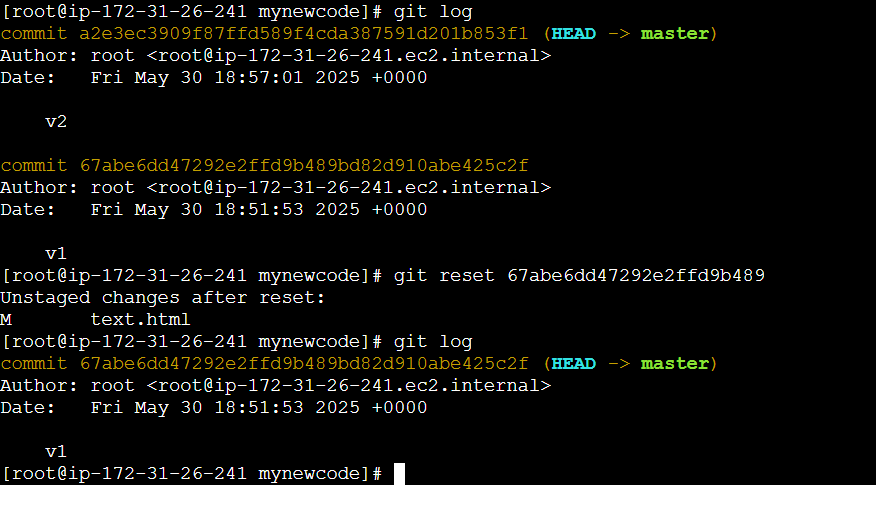 [root@ip-172-31-26-241 mynewcode]# git log
commit a2e3ec3909f87ffd589f4cda387591d201b853f1 (HEAD -> master)
Author: root <root@ip-172-31-26-241.ec2.internal>
Date:   Fri May 30 18:57:01 2025 +0000

    v2

commit 67abe6dd47292e2ffd9b489bd82d910abe425c2f
Author: root <root@ip-172-31-26-241.ec2.internal>
Date:   Fri May 30 18:51:53 2025 +0000

    v1
[root@ip-172-31-26-241 mynewcode]# git reset 67abe6dd47292e2ffd9b489
Unstaged changes after reset:
M       text.html
[root@ip-172-31-26-241 mynewcode]# git log
commit 67abe6dd47292e2ffd9b489bd82d910abe425c2f (HEAD -> master)
Author: root <root@ip-172-31-26-241.ec2.internal>
Date:   Fri May 30 18:51:53 2025 +0000

    v1
[root@ip-172-31-26-241 mynewcode]#